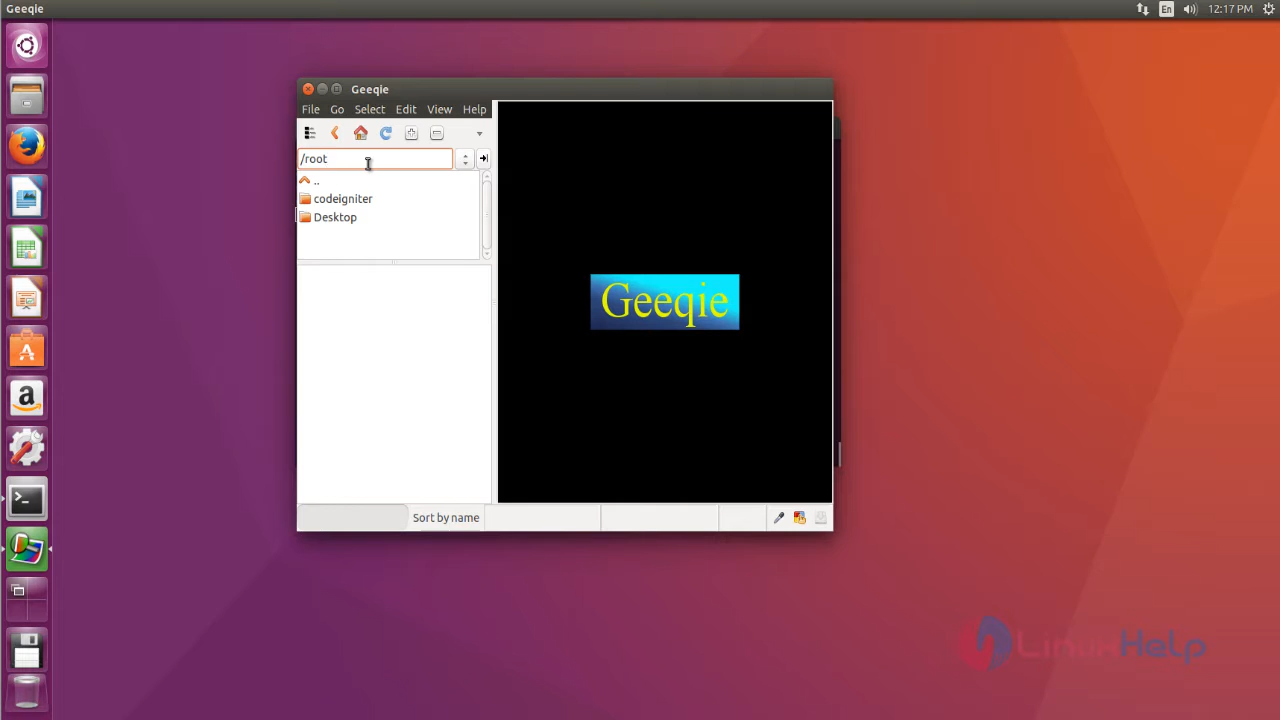 Geeqie
En
12:17 PM
Geeqie
File Go Select Edit View Help
/root
..
codeigniter
Desktop
Geeqie
Sort by name
LinuxHelp